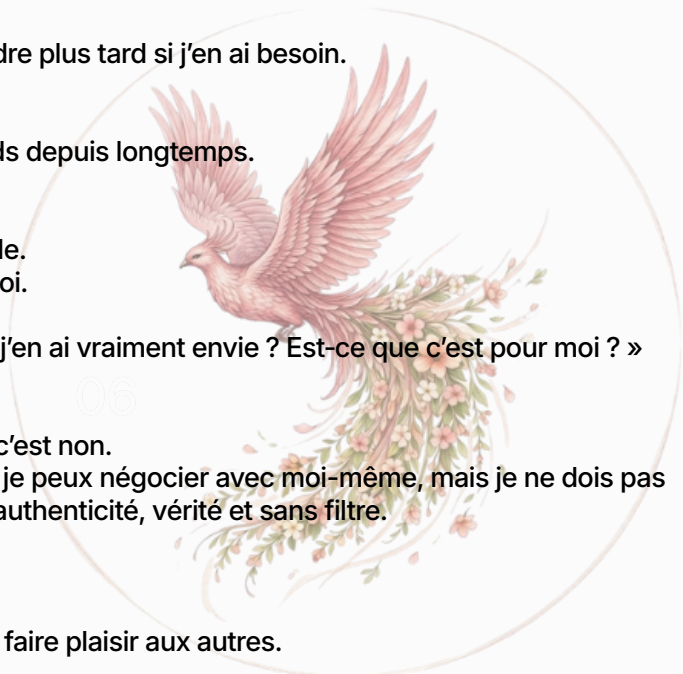 dre plus tard si j’en ai besoin.
ds depuis longtemps.
le.
oi.
j’en ai vraiment envie ? Est-ce que c’est pour moi ? »
06
c’est non.
je peux négocier avec moi-même, mais je ne dois pas
authenticité, vérité et sans filtre.
faire plaisir aux autres.